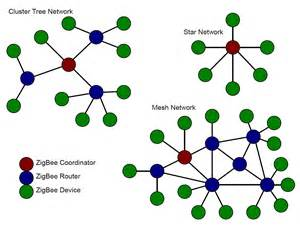 Cluster Tree Network
Star Network
Mesh Network
ZigBee Coordinator
ZigBee Router
ZigBee Device